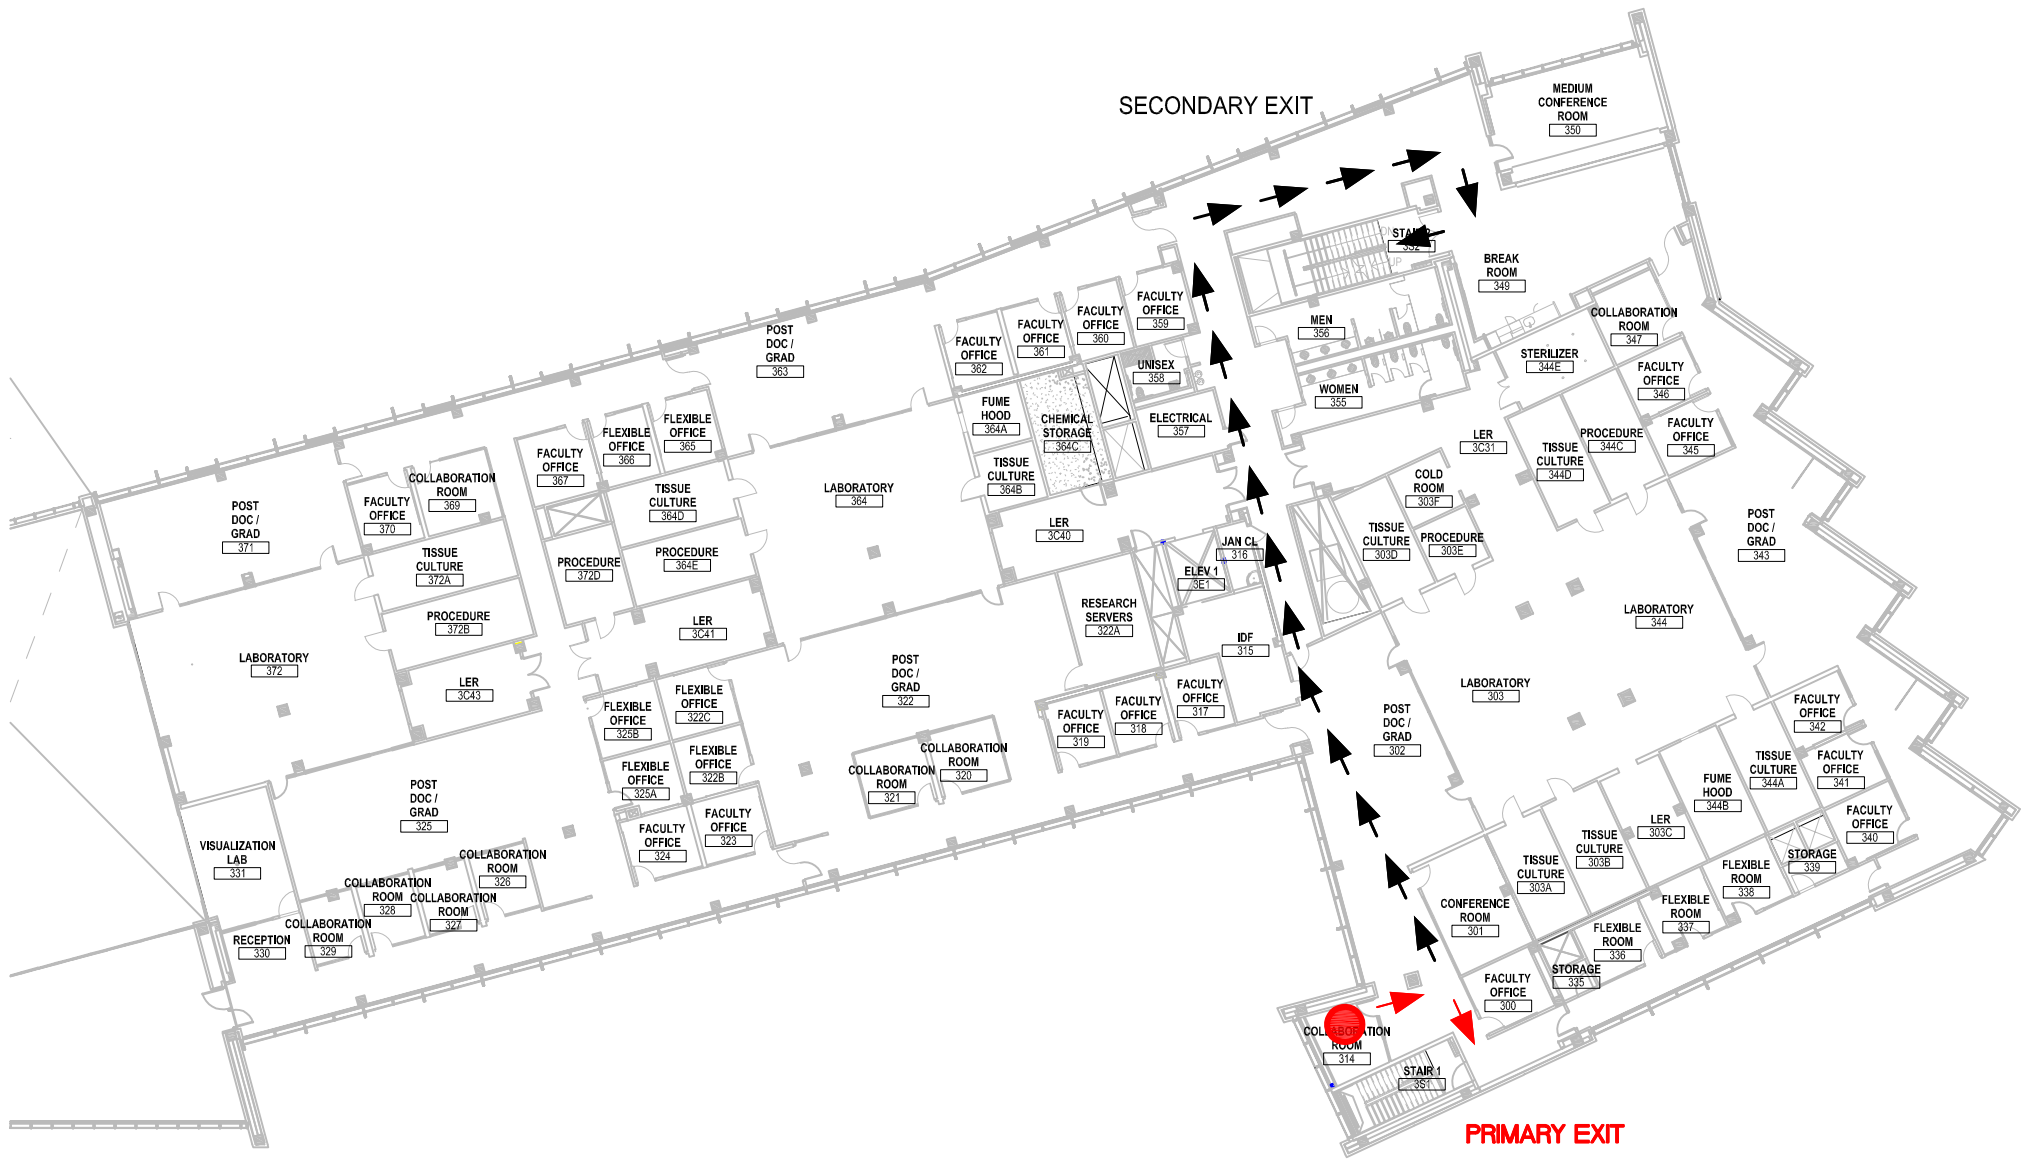 SECONDARY EXIT
MEDIUM
CONFERENCE
ROOM
350
STAIR 2
3S2
BREAK
ROOM
349
DN
UP
FACULTY
OFFICE
359
FACULTY
OFFICE
360
FACULTY
OFFICE
361
FACULTY
OFFICE
362
MEN
356
WOMEN
355
COLLABORATION
ROOM
347
STERILIZER
344E
FACULTY
OFFICE
346
FACULTY
OFFICE
345
POST
DOC /
GRAD
363
UNISEX
358
ELECTRICAL
357
FUME
HOOD
364A
CHEMICAL
STORAGE
364C
TISSUE
CULTURE
364B
FLEXIBLE
OFFICE
365
FLEXIBLE
OFFICE
366
FACULTY
OFFICE
367
LER
3C31
PROCEDURE
344C
TISSUE
CULTURE
344D
COLD
ROOM
303F
TISSUE
CULTURE
303D
PROCEDURE
303E
COLLABORATION
ROOM
369
FACULTY
OFFICE
370
POST
DOC /
GRAD
371
TISSUE
CULTURE
364D
LABORATORY
364
LER
3C40
JAN CL
316
ELEV 1
3E1
POST
DOC /
GRAD
343
TISSUE
CULTURE
372A
PROCEDURE
372D
PROCEDURE
364E
PROCEDURE
372B
LER
3C41
RESEARCH
SERVERS
322A
IDF
315
LABORATORY
344
LABORATORY
372
LER
3C43
POST
DOC /
GRAD
322
FACULTY
OFFICE
317
FACULTY
OFFICE
318
FACULTY
OFFICE
319
LABORATORY
303
POST
DOC /
GRAD
302
FACULTY
OFFICE
342
FLEXIBLE
OFFICE
322C
FLEXIBLE
OFFICE
325B
FLEXIBLE
OFFICE
322B
FLEXIBLE
OFFICE
325A
COLLABORATION
ROOM
320
COLLABORATION
ROOM
321
TISSUE
CULTURE
344A
FACULTY
OFFICE
341
FUME
HOOD
344B
POST
DOC /
GRAD
325
FACULTY
OFFICE
323
FACULTY
OFFICE
324
LER
303C
FACULTY
OFFICE
340
TISSUE
CULTURE
303B
STORAGE
339
VISUALIZATION
LAB
331
COLLABORATION
ROOM
326
COLLABORATION
ROOM
328
COLLABORATION
ROOM
327
COLLABORATION
ROOM
329
RECEPTION
330
TISSUE
CULTURE
303A
FLEXIBLE
ROOM
338
CONFERENCE
ROOM
301
FLEXIBLE
ROOM
337
FLEXIBLE
ROOM
336
STORAGE
335
FACULTY
OFFICE
300
COLLABORATION
ROOM
314
STAIR 1
3S1
PRIMARY EXIT